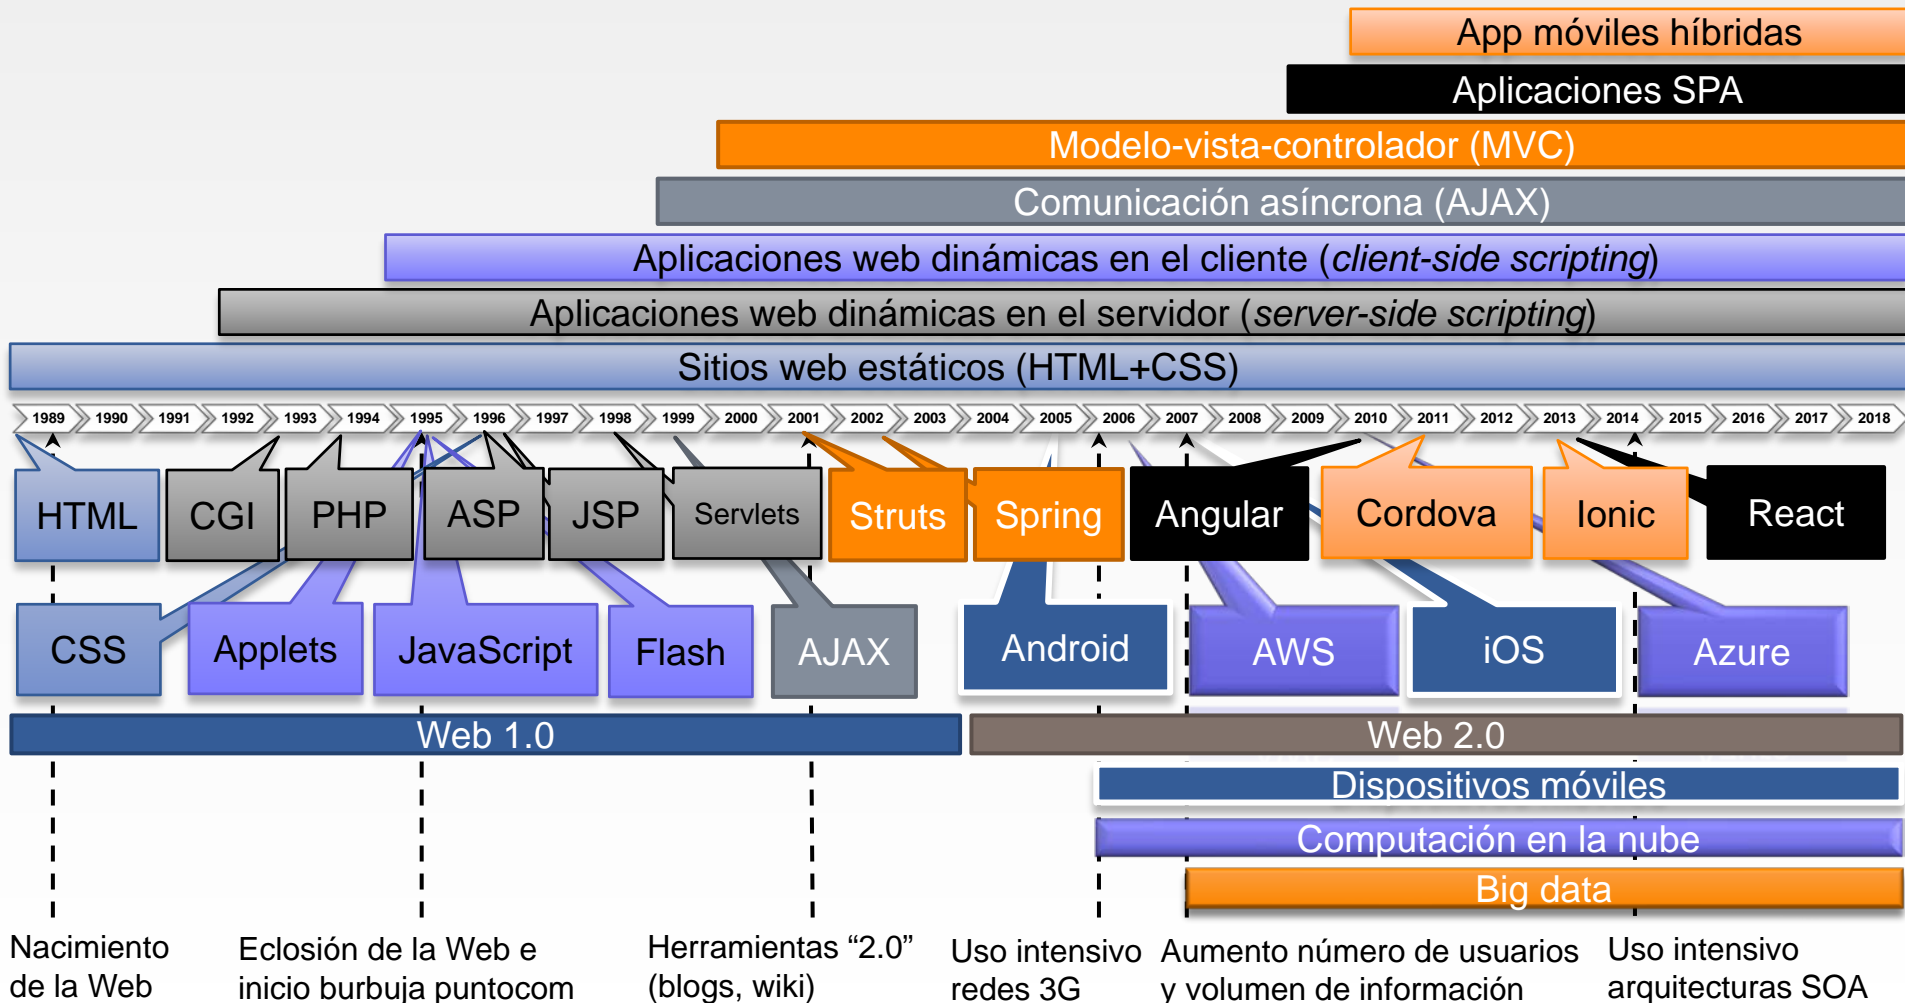 App móviles híbridas
Aplicaciones SPA
Modelo-vista-controlador (MVC)
Comunicación asíncrona (AJAX)
Aplicaciones web dinámicas en el cliente (client-side scripting)
Aplicaciones web dinámicas en el servidor (server-side scripting)
Sitios web estáticos (HTML+CSS)
1989 1990 1991 1992 1993 1994 1995 1996 1997 1998 1999 2000 2001 2002 2003 2004 2005 2006 2007 2008 2009 2010 2011 2012 2013 2014 2015 2016 2017 2018
HTML CGI PHP ASP JSP Servlets Struts Spring Angular Cordova Ionic React
CSS Applets JavaScript Flash AJAX Android AWS iOS Azure
Web 1.0 Web 2.0
Dispositivos móviles
Computación en la nube
Big data
Nacimiento
de la Web
Eclosión de la Web e
inicio burbuja puntocom
Herramientas “2.0”
(blogs, wiki)
Uso intensivo
redes 3G
Aumento número de usuarios
y volumen de información
Uso intensivo
arquitecturas SOA